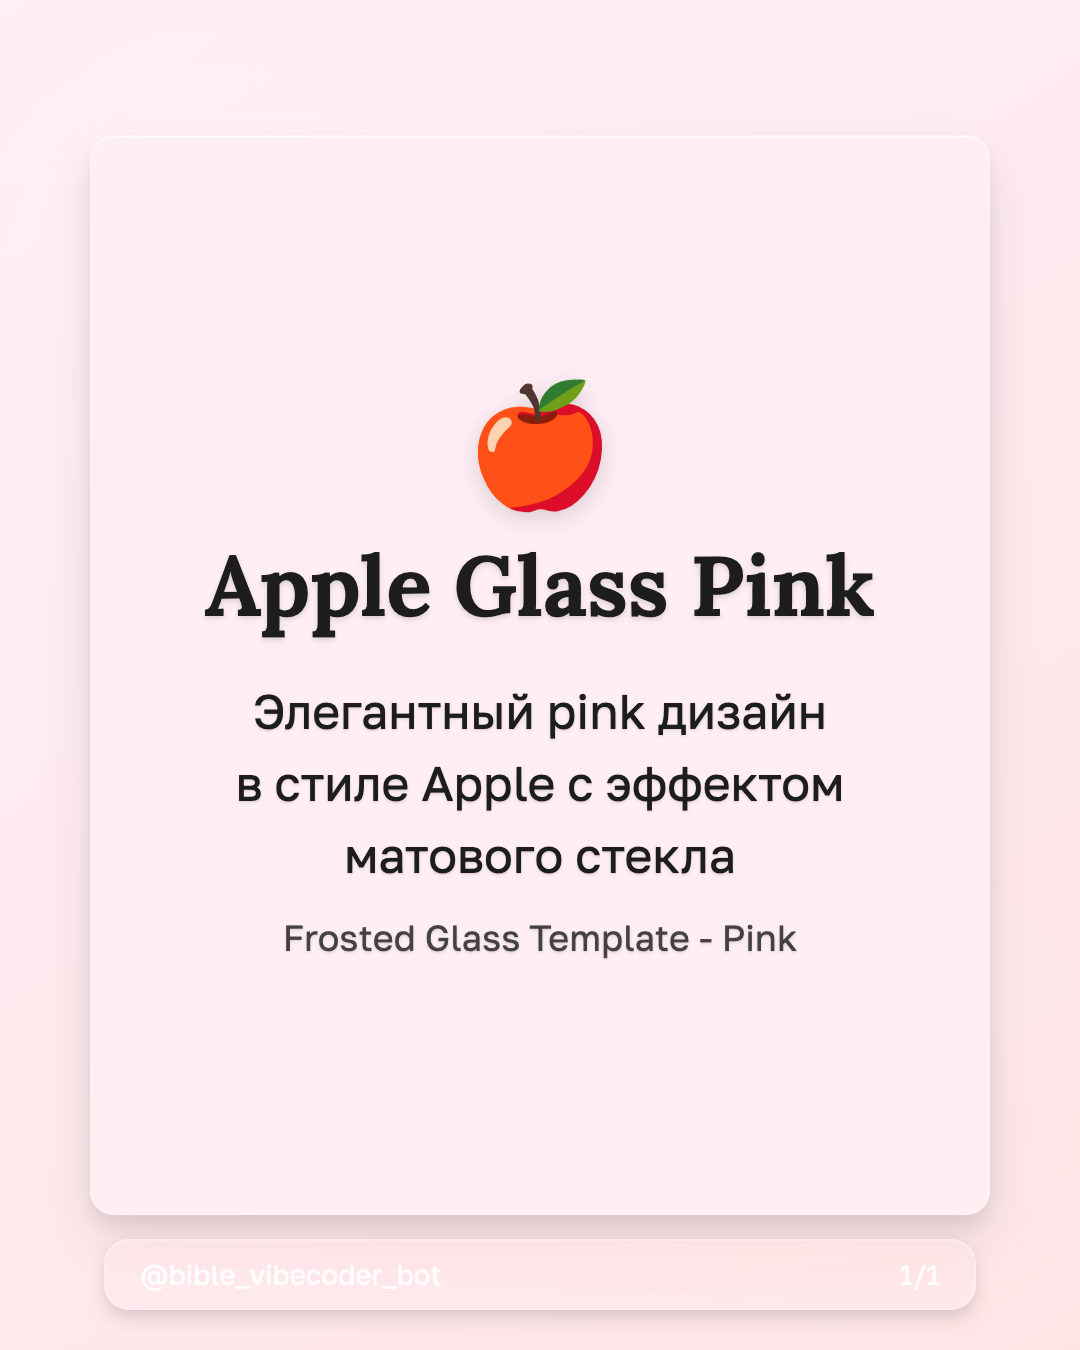 Apple Glass Pink
Элегантный pink дизайн
в стиле Apple с эффектом
матового стекла
Frosted Glass Template - Pink
@bible_vibecoder_bot
1/1